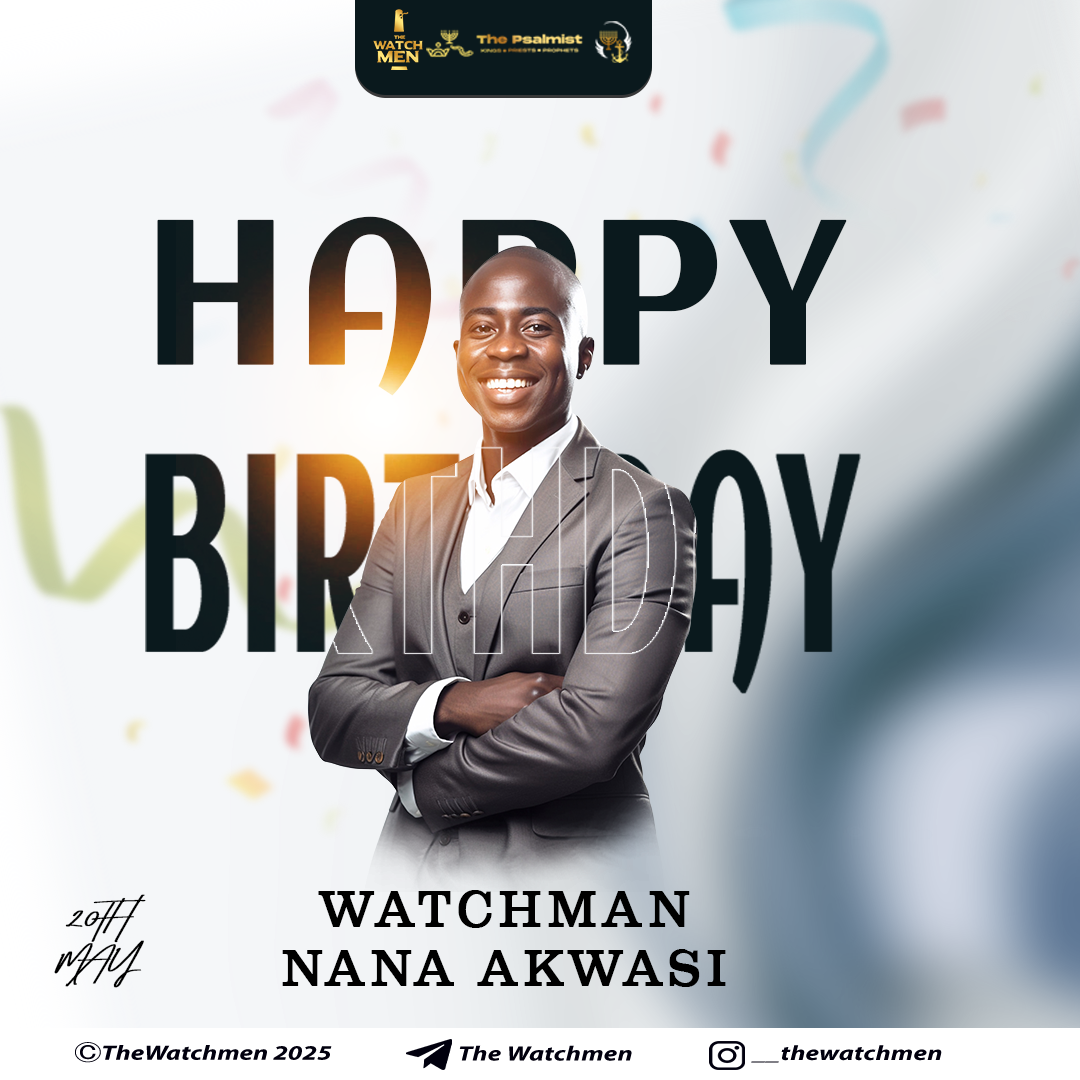 THE
WATCH
MEN
The Psalmist
KINGS • PRIESTS • PROPHETS
HAPPY
BIRTHDAY
20TH
MAY
WATCHMAN
NANA AKWASI
©TheWatchmen 2025
The Watchmen
__thewatchmen